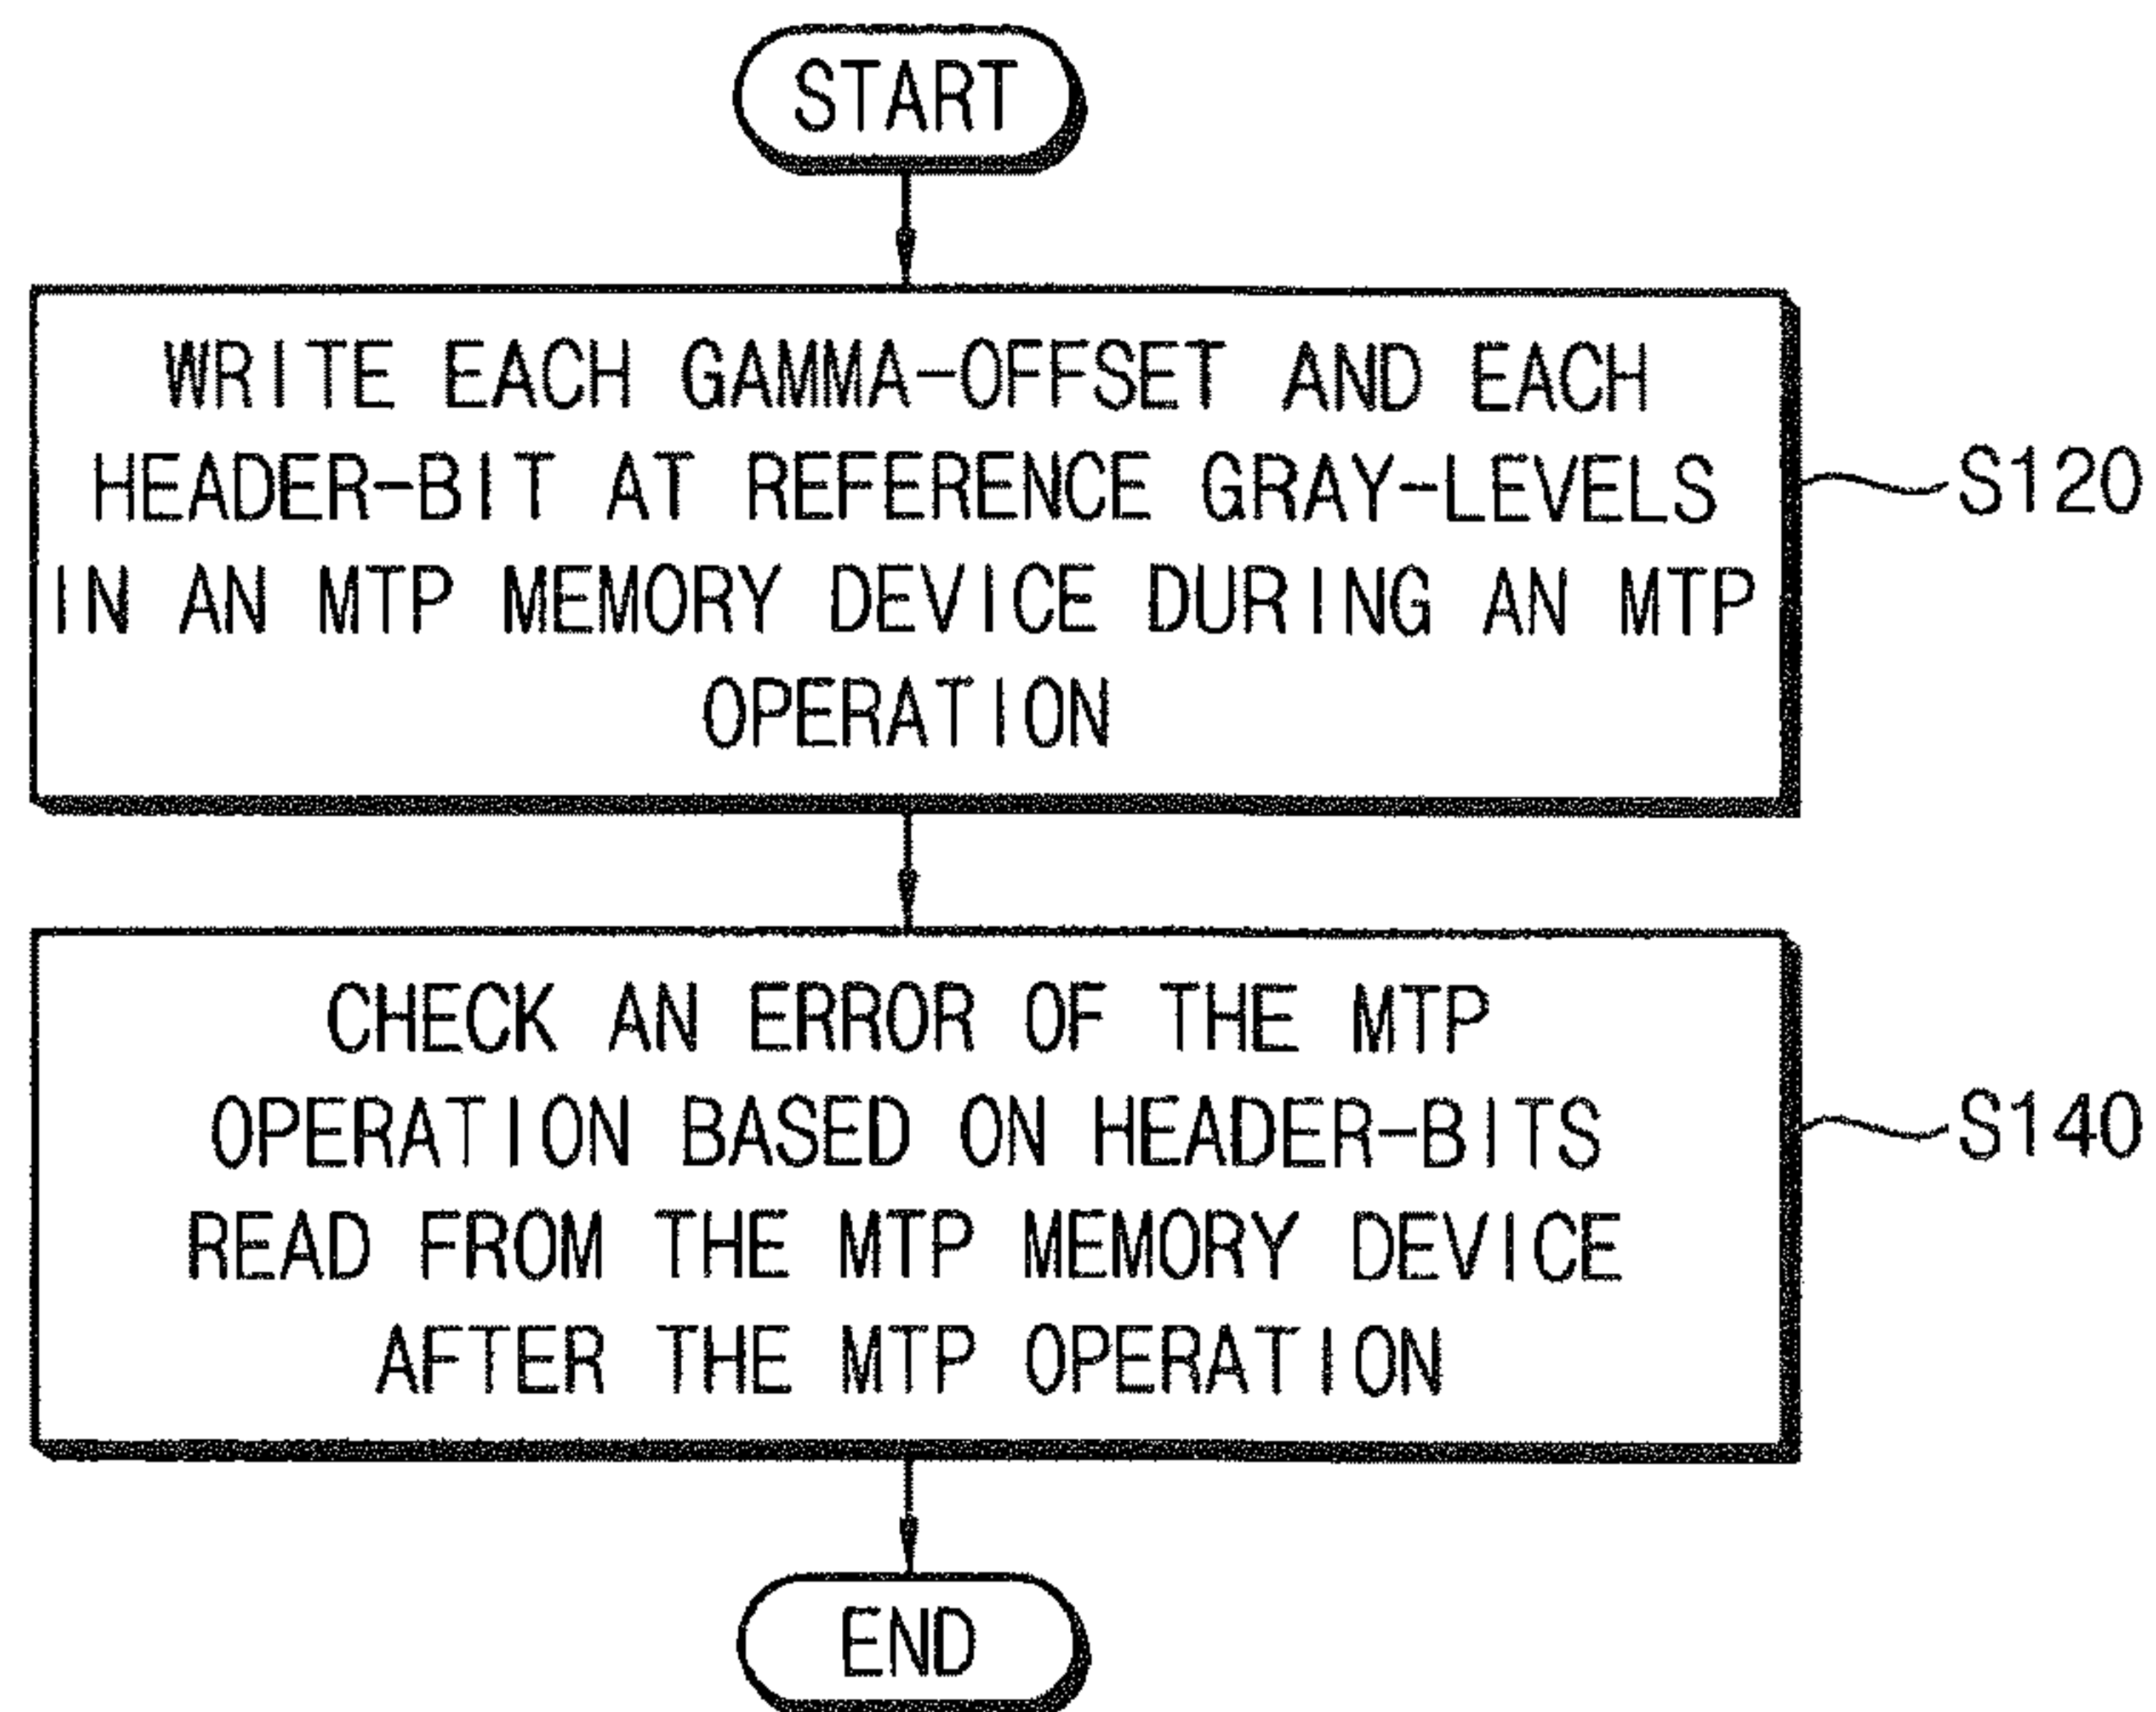 START
WRITE EACH GAMMA-OFFSET AND EACH
HEADER-BIT AT REFERENCE GRAY-LEVELS
IN AN MTP MEMORY DEVICE DURING AN MTP
OPERATION
S120
CHECK AN ERROR OF THE MTP
OPERATION BASED ON HEADER-BITS
READ FROM THE MTP MEMORY DEVICE
AFTER THE MTP OPERATION
S140
END